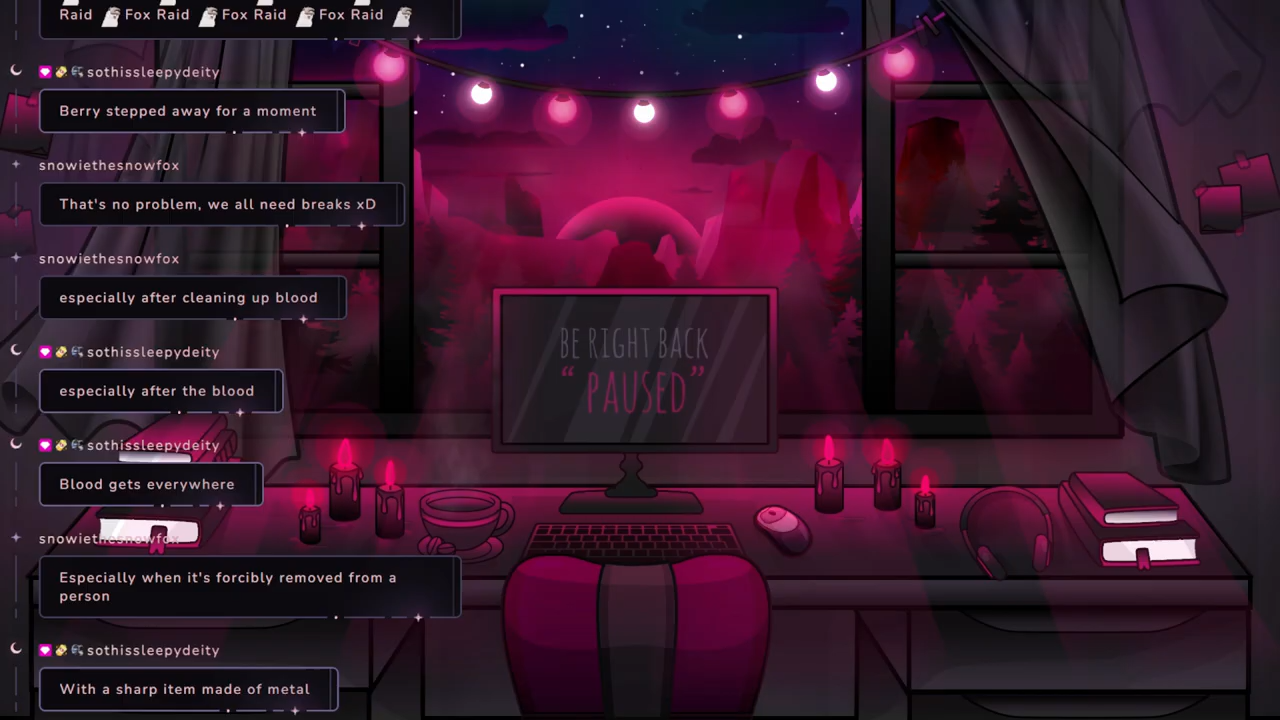 Raid Fox Raid Fox Raid Fox Raid
sothissleepydeity
Berry stepped away for a moment
snowiethesnowfox
That's no problem, we all need breaks xD
snowiethesnowfox
especially after cleaning up blood
sothissleepydeity
especially after the blood
sothissleepydeity
Blood gets everywhere
snowiethesnowfox
Especially when it's forcibly removed from a
person
sothissleepydeity
With a sharp item made of metal
BE RIGHT BACK
“ PAUSED”